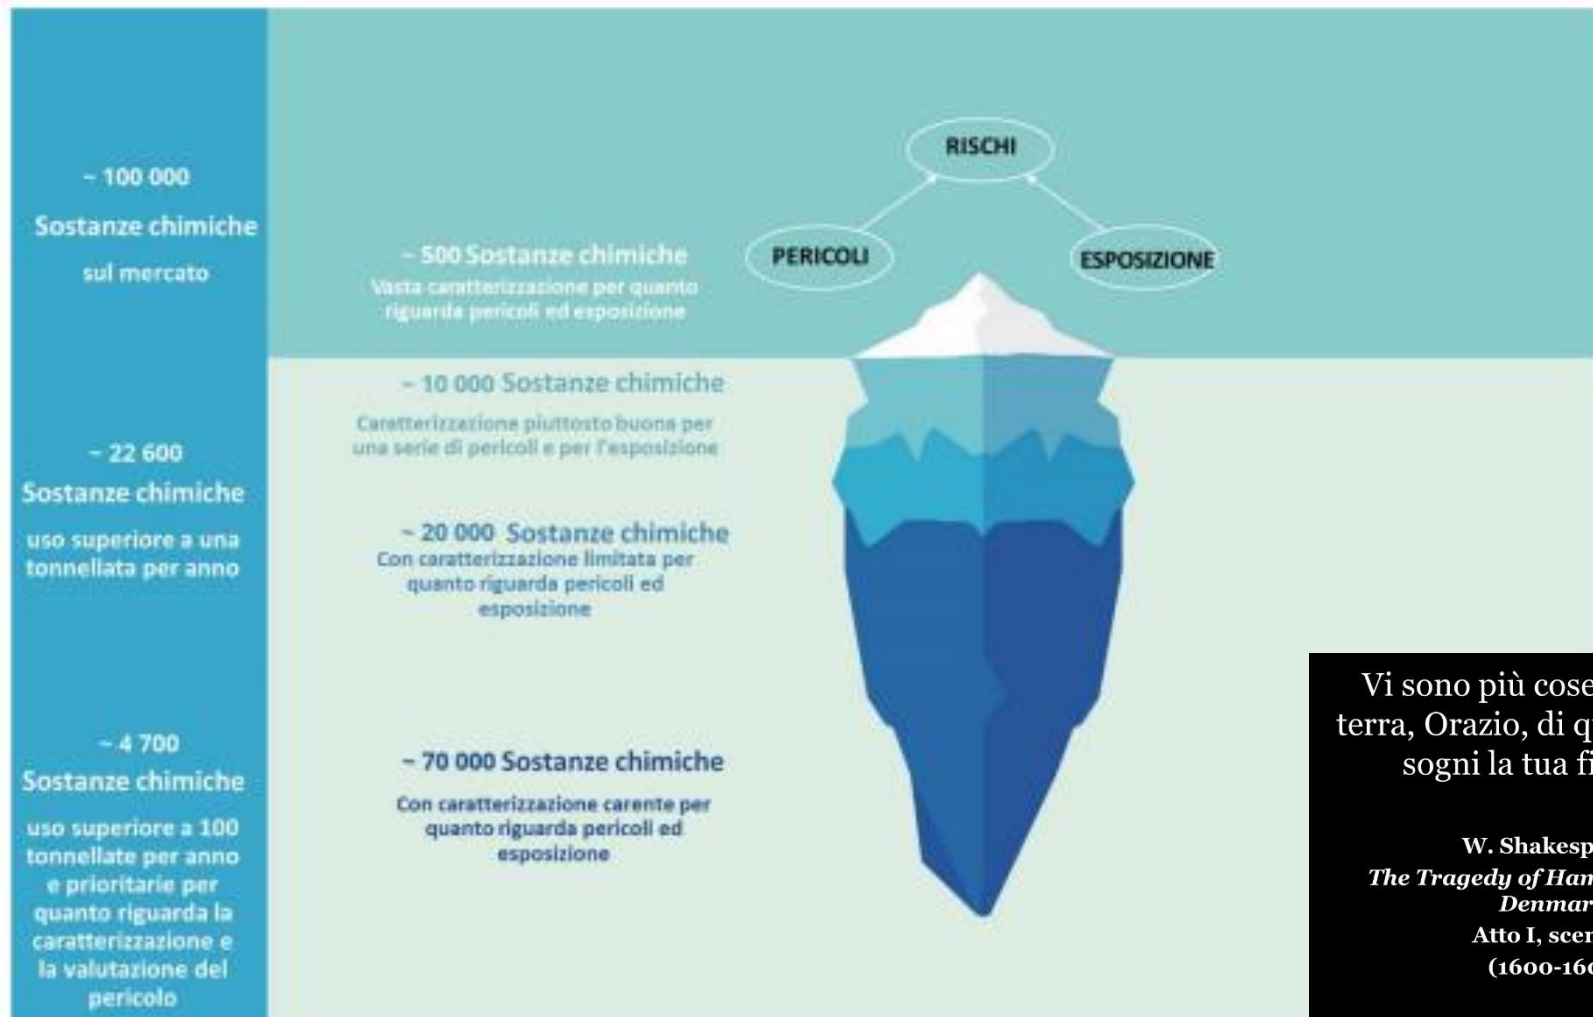 ~ 100 000
Sostanze chimiche
sul mercato
~ 22 600
Sostanze chimiche
uso superiore a una
tonnellata per anno
~ 4 700
Sostanze chimiche
uso superiore a 100
tonnellate per anno
e prioritarie per
quanto riguarda la
caratterizzazione e
la valutazione del
pericolo
~ 500 Sostanze chimiche
Vasta caratterizzazione per quanto
riguarda pericoli ed esposizione
~ 10 000 Sostanze chimiche
Caratterizzazione piuttosto buona per
una serie di pericoli e per l'esposizione
~ 20 000 Sostanze chimiche
Con caratterizzazione limitata per
quanto riguarda pericoli ed
esposizione
~ 70 000 Sostanze chimiche
Con caratterizzazione carente per
quanto riguarda pericoli ed
esposizione
RISCHI
PERICOLI
ESPOSIZIONE
Vi sono più cose
terra, Orazio, di
sogni la tua
W.
The Tragedy of
Atto I,